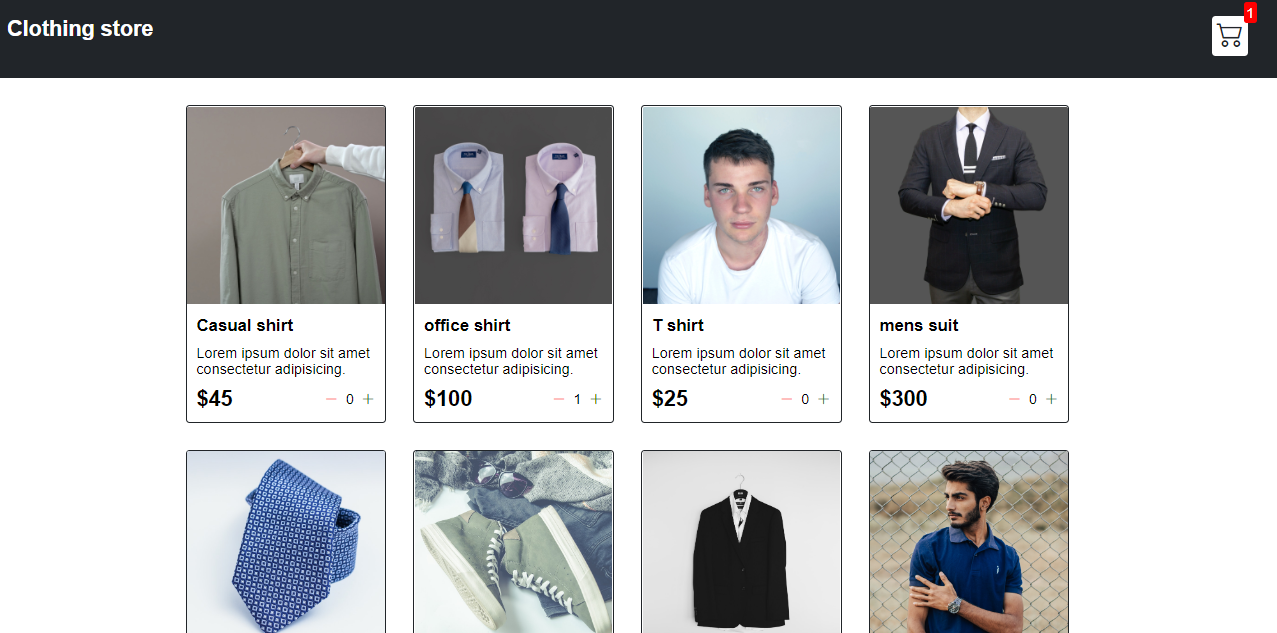 Clothing store
1
Casual shirt
Lorem ipsum dolor sit amet
consectetur adipisicing.
$45
— 0 +
office shirt
Lorem ipsum dolor sit amet
consectetur adipisicing.
$100
— 1 +
T shirt
Lorem ipsum dolor sit amet
consectetur adipisicing.
$25
— 0 +
mens suit
Lorem ipsum dolor sit amet
consectetur adipisicing.
$300
— 0 +